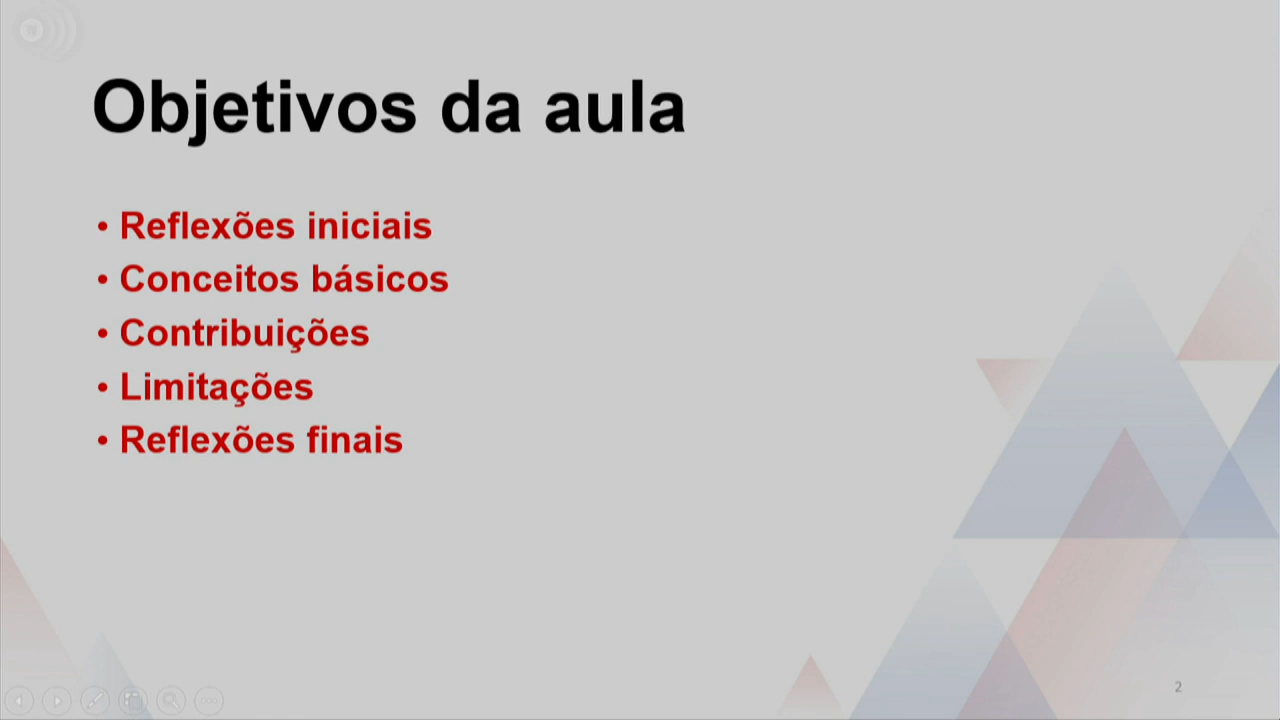 Objetivos da aula
• Reflexões iniciais
• Conceitos básicos
• Contribuições
• Limitações
• Reflexões finais
2